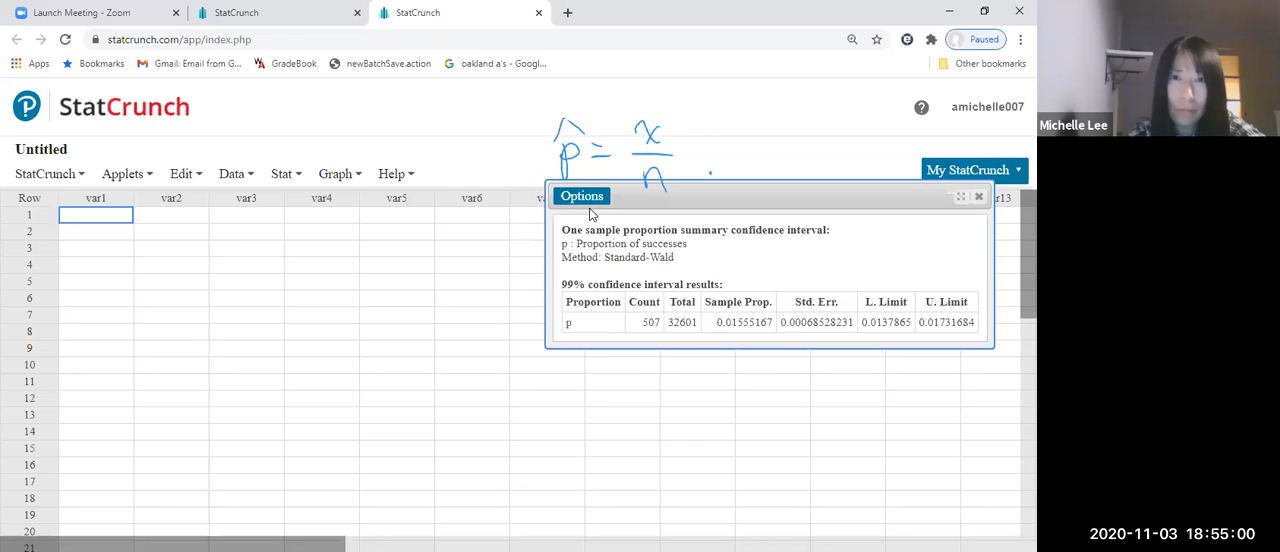 Launch Meeting - Zoom
StatCrunch
StatCrunch
statcrunch.com/app/index.php
Paused
Apps
Bookmarks
Gmail: Email from G...
GradeBook
newBatchSave.action
oakland a's - Googl...
Other bookmarks
StatCrunch
amichelle007
Untitled
StatCrunch Applets Edit Data Stat Graph Help
My StatCrunch
p̂ = x/n
Row var1 var2 var3 var4 var5 var6
1
2
3
4
5
6
7
8
9
10
11
12
13
14
15
16
17
18
19
20
21
Options
One sample proportion summary confidence interval:
p : Proportion of successes
Method: Standard-Wald
99% confidence interval results:
Proportion Count Total Sample Prop. Std. Err. L. Limit U. Limit
p 507 32601 0.01555167 0.00068528231 0.0137865 0.01731684
Michelle Lee
2020-11-03 18:55:00